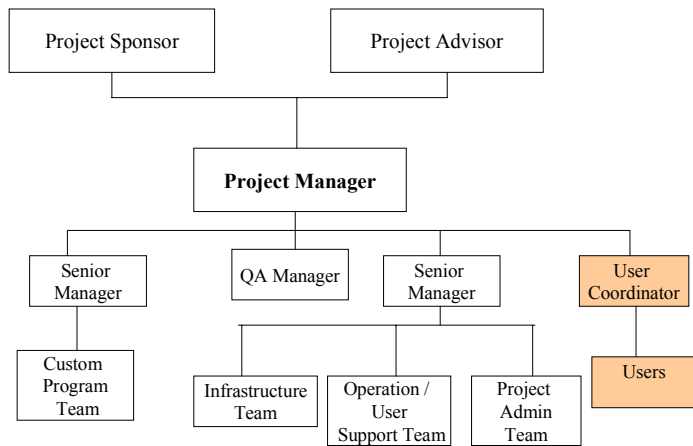 Project Sponsor
Project Advisor
Project Manager
Senior
Manager
QA Manager
Senior
Manager
User
Coordinator
Custom
Program
Team
Infrastructure
Team
Operation /
User
Support Team
Project
Admin
Team
Users